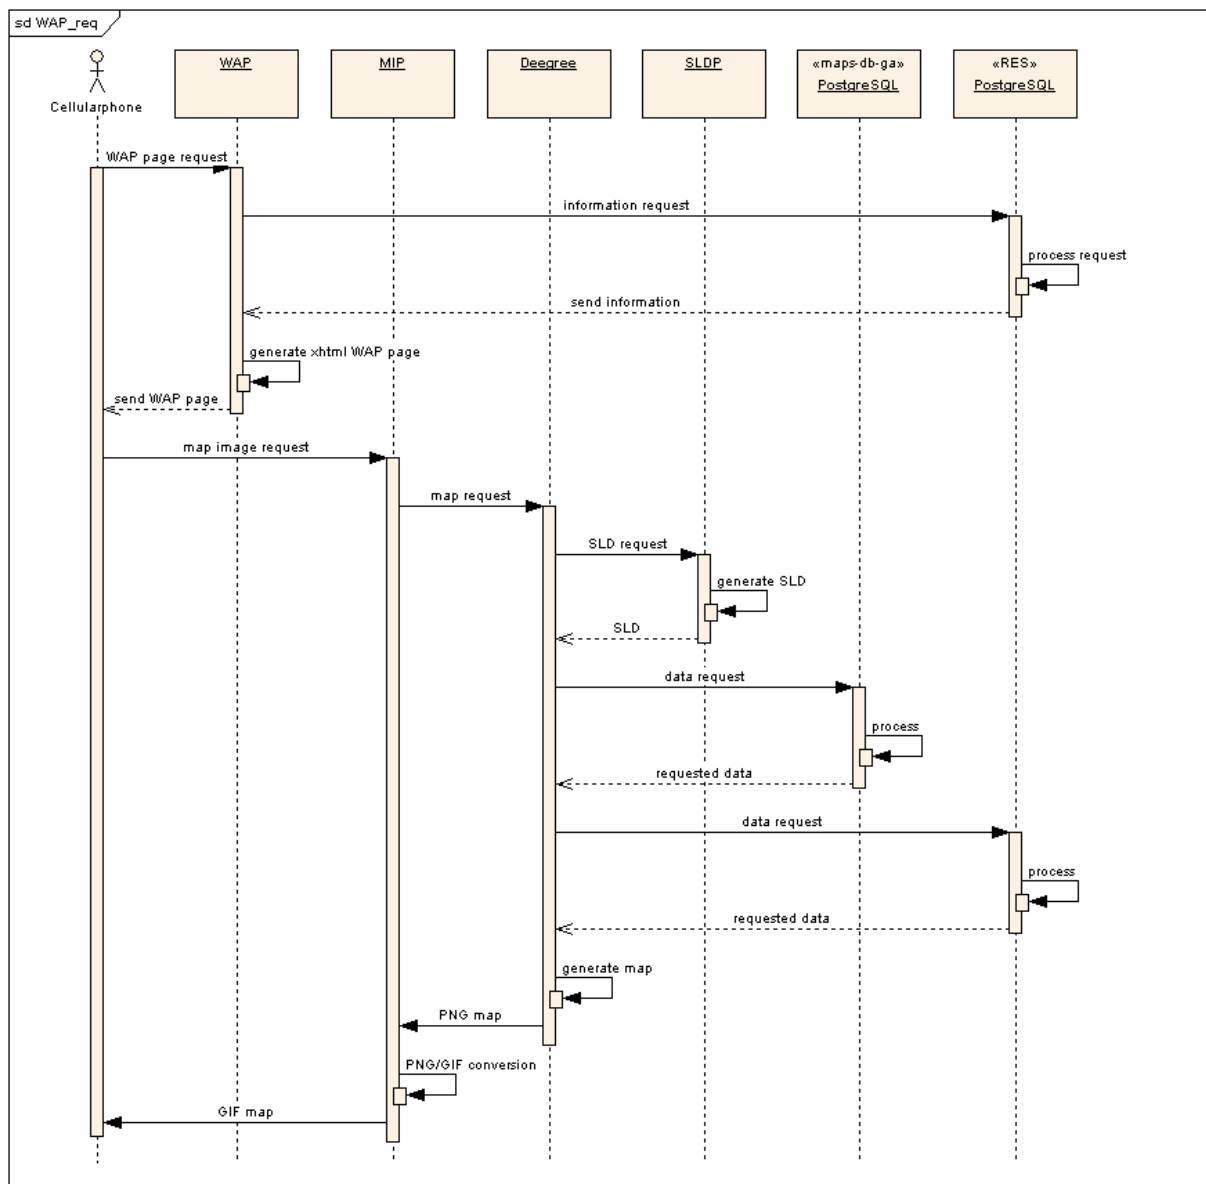 sd WAP_req
Cellularphone
WAP
MIP
Deegree
SLDP
«maps-db-ga»
PostgreSQL
«RES»
PostgreSQL
WAP page request
information request
process request
send information
generate xhtml WAP page
send WAP page
map image request
map request
SLD request
generate SLD
SLD
data request
process
requested data
data request
process
requested data
generate map
PNG map
PNG/GIF conversion
GIF map